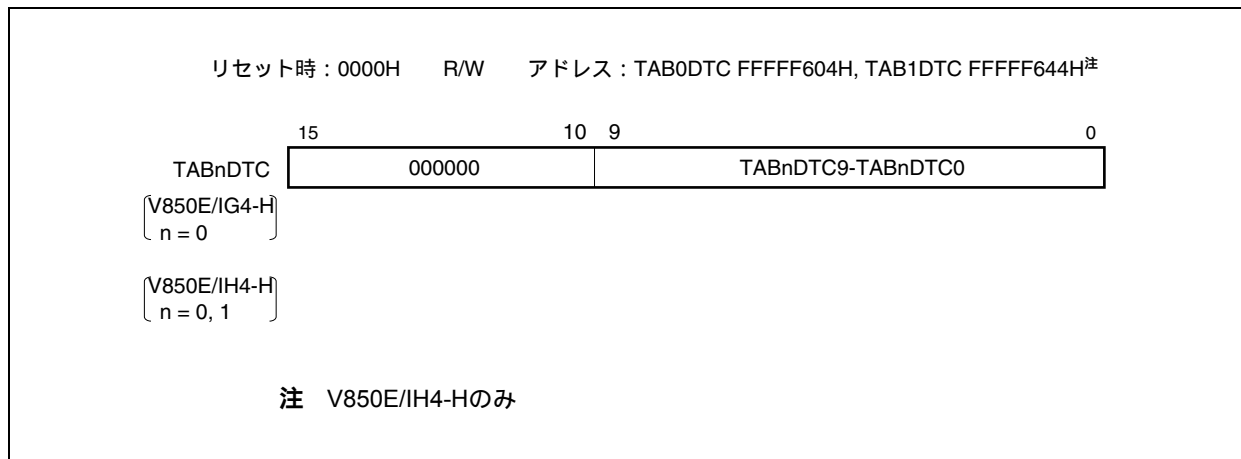 リセット時:0000H R/W アドレス:TAB0DTC FFFFF604H, TAB1DTC FFFFF644H注
15 10 9 0
TABnDTC 000000 TABnDTC9-TABnDTC0
V850E/IG4-H
n = 0
V850E/IH4-H
n = 0, 1
注 V850E/IH4-Hのみ